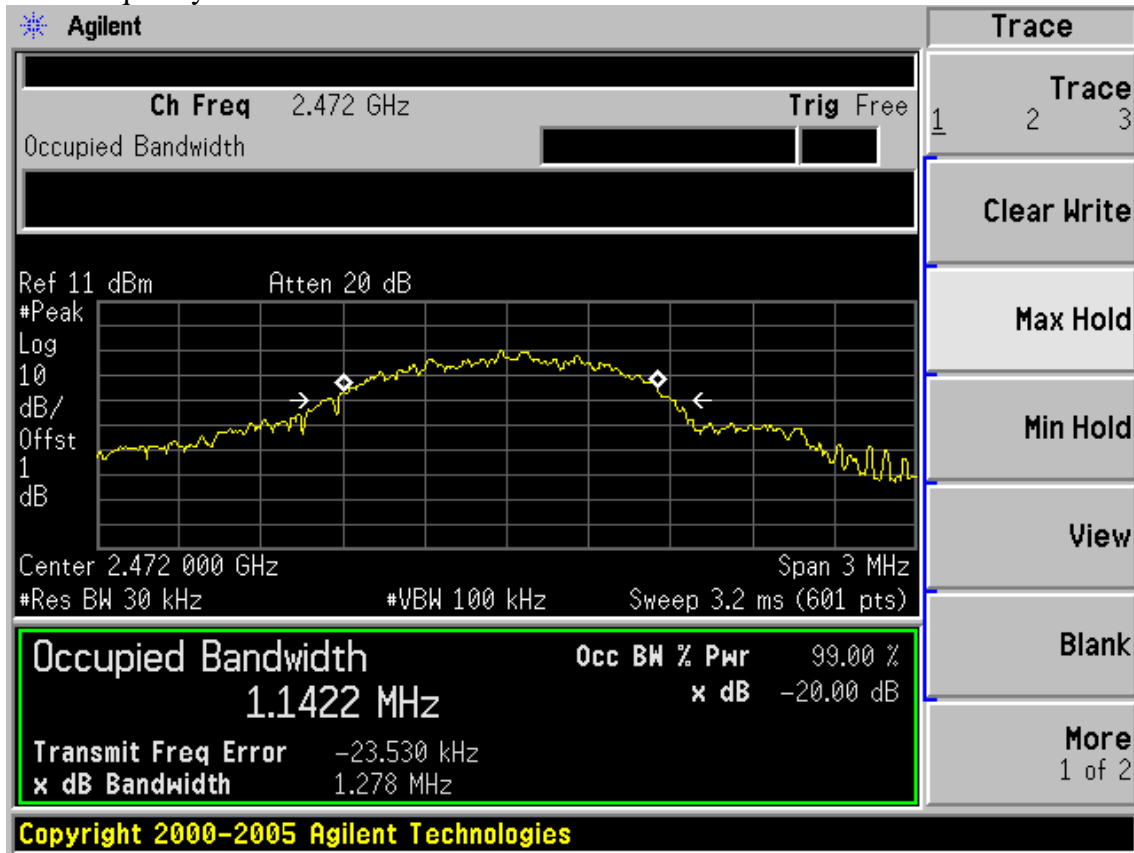 Agilent
Trace
Ch Freq 2.472 GHz Trig Free
Occupied Bandwidth
Trace
1 2 3
Clear Write
Max Hold
Min Hold
View
Blank
More
1 of 2
Ref 11 dBm Atten 20 dB
#Peak
Log
10
dB/
Offst
1
dB
Center 2.472 000 GHz Span 3 MHz
#Res BW 30 kHz #VBW 100 kHz Sweep 3.2 ms (601 pts)
Occupied Bandwidth
1.1422 MHz
Occ BW % Pwr 99.00 %
x dB -20.00 dB
Transmit Freq Error -23.530 kHz
x dB Bandwidth 1.278 MHz
Copyright 2000-2005 Agilent Technologies